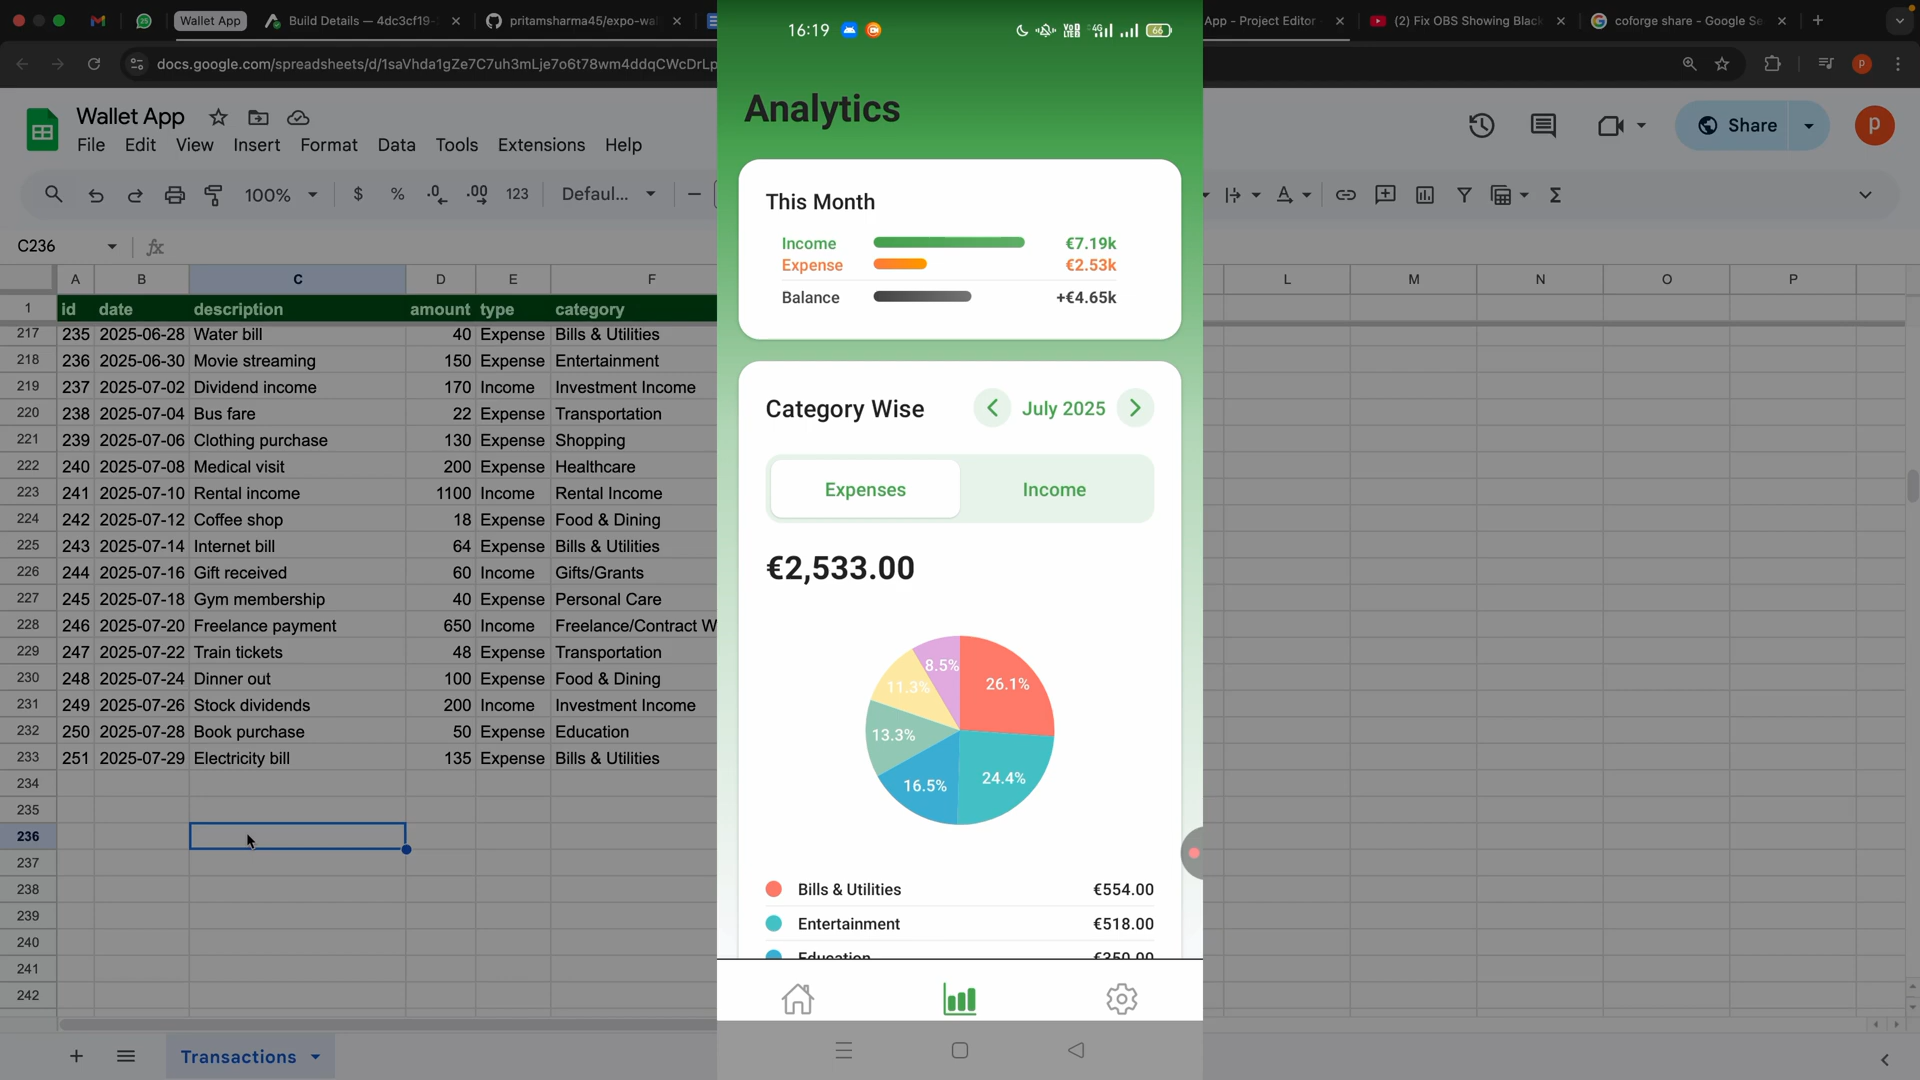 Wallet App
Build Details — 4dc3cf19-
pritamsharma45/expo-wal
App - Project Editor
(2) Fix OBS Showing Black
coforge share - Google Se
16:19
66
docs.google.com/spreadsheets/d/1saVhda1gZe7C7uh3mLje7o6t78wm4ddqCWcDrLp
P
Wallet App
File Edit View Insert Format Data Tools Extensions Help
Share
P
100%
$ % .0 .00 123
Defaul...
C236
A B C D E F
L M N O P
1 id date description amount type category
217 235 2025-06-28 Water bill 40 Expense Bills & Utilities
218 236 2025-06-30 Movie streaming 150 Expense Entertainment
219 237 2025-07-02 Dividend income 170 Income Investment Income
220 238 2025-07-04 Bus fare 22 Expense Transportation
221 239 2025-07-06 Clothing purchase 130 Expense Shopping
222 240 2025-07-08 Medical visit 200 Expense Healthcare
223 241 2025-07-10 Rental income 1100 Income Rental Income
224 242 2025-07-12 Coffee shop 18 Expense Food & Dining
225 243 2025-07-14 Internet bill 64 Expense Bills & Utilities
226 244 2025-07-16 Gift received 60 Income Gifts/Grants
227 245 2025-07-18 Gym membership 40 Expense Personal Care
228 246 2025-07-20 Freelance payment 650 Income Freelance/Contract W
229 247 2025-07-22 Train tickets 48 Expense Transportation
230 248 2025-07-24 Dinner out 100 Expense Food & Dining
231 249 2025-07-26 Stock dividends 200 Income Investment Income
232 250 2025-07-28 Book purchase 50 Expense Education
233 251 2025-07-29 Electricity bill 135 Expense Bills & Utilities
234
235
236
237
238
239
240
241
242
Transactions
Analytics
This Month
Income €7.19k
Expense €2.53k
Balance +€4.65k
Category Wise
July 2025
Expenses
Income
€2,533.00
8.5%
26.1%
11.3%
13.3%
24.4%
16.5%
Bills & Utilities €554.00
Entertainment €518.00
Education €350.00